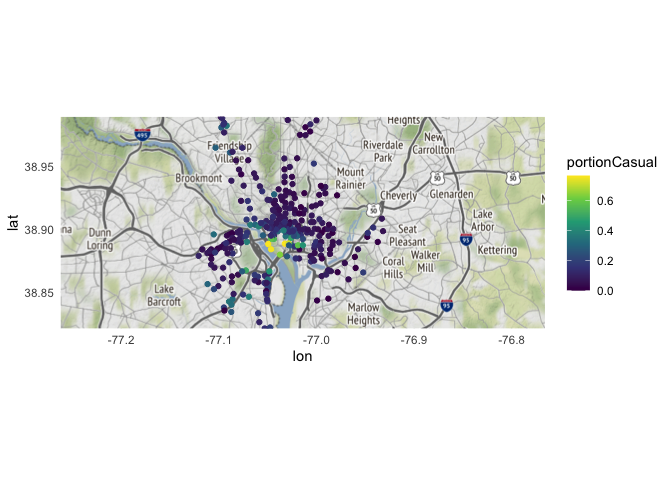 Heights
495
New
Carrollton
Friendship
Village
Riverdale
Park
portionCasual
38.95
Brookmont
Mount
Rainier
50
50
Cheverly
Glenarden
0.6
50
Lake
Arbor
lat
38.90
na
Dunn
Loring
Seat
Pleasant
95
Kettering
0.4
Coral
Hills
Walker
Mill
0.2
38.85
Lake
Barcroft
Marlow
Heights
95
0.0
-77.2
-77.1
-77.0
-76.9
-76.8
lon